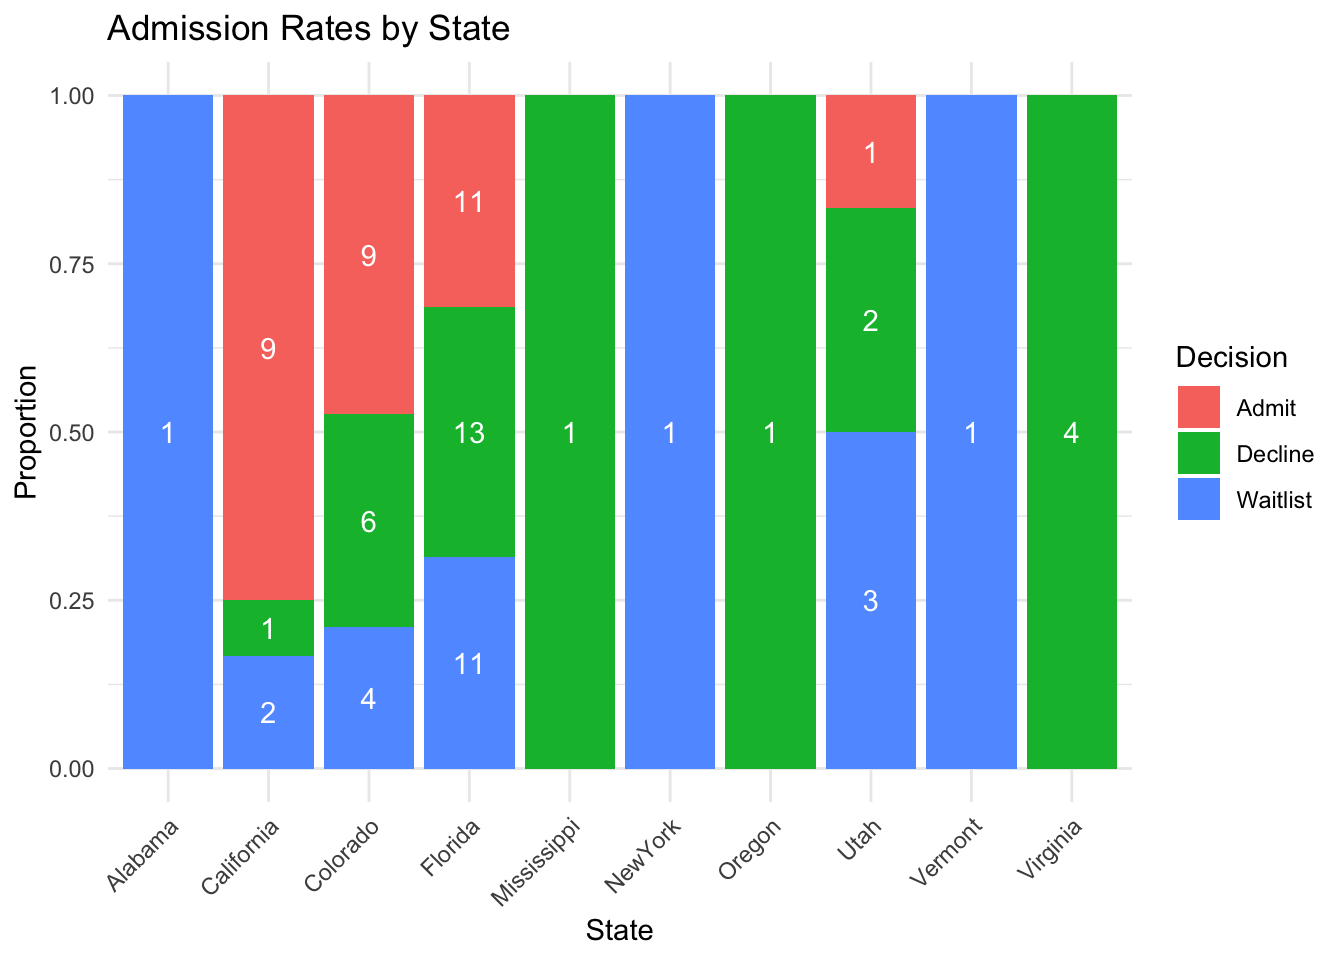 Admission Rates by State
Proportion
1.00
0.75
0.50
0.25
0.00
1
9
1
2
9
6
4
11
13
11
1
1
1
1
2
3
1
4
Alabama
California
Colorado
Florida
Mississippi
NewYork
Oregon
Utah
Vermont
Virginia
State
Decision
Admit
Decline
Waitlist